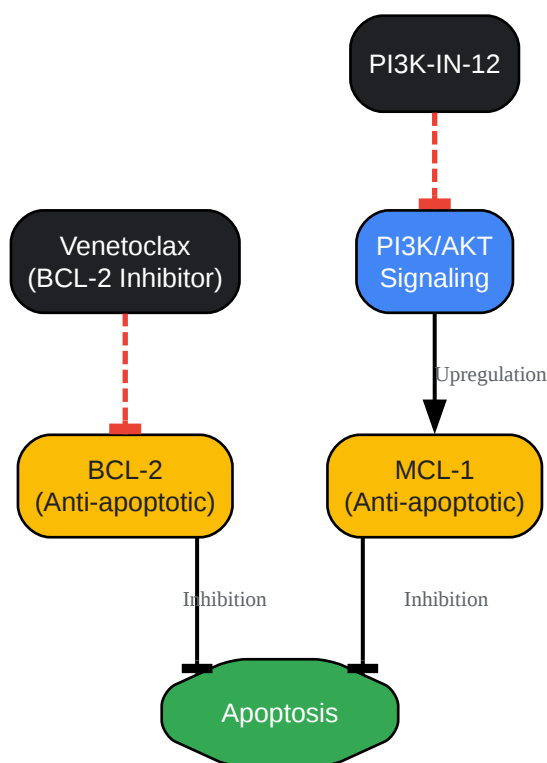 PI3K-IN-12
Venetoclax
(BCL-2 Inhibitor)
PI3K/AKT
Signaling
Upregulation
BCL-2
(Anti-apoptotic)
MCL-1
(Anti-apoptotic)
Inhibition
Inhibition
Apoptosis